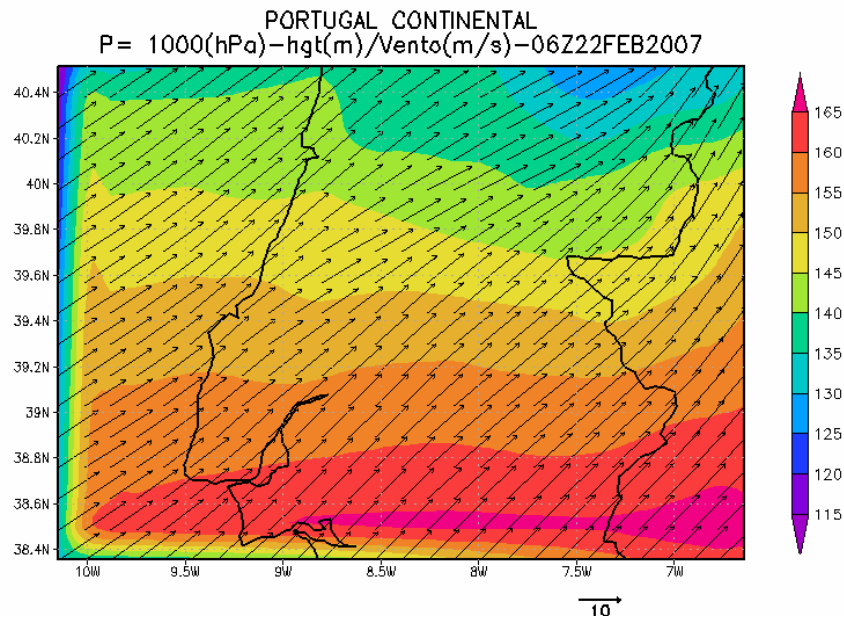 PORTUGAL CONTINENTAL
P= 1000(hPa)-hgt(m)/Vento(m/s)-06Z22FEB2007
40.4N
40.2N
40N
39.8N
39.6N
39.4N
39.2N
39N
38.8N
38.6N
38.4N
10W
9.5W
9W
8.5W
8W
7.5W
7W
165
160
155
150
145
140
135
130
125
120
115
10